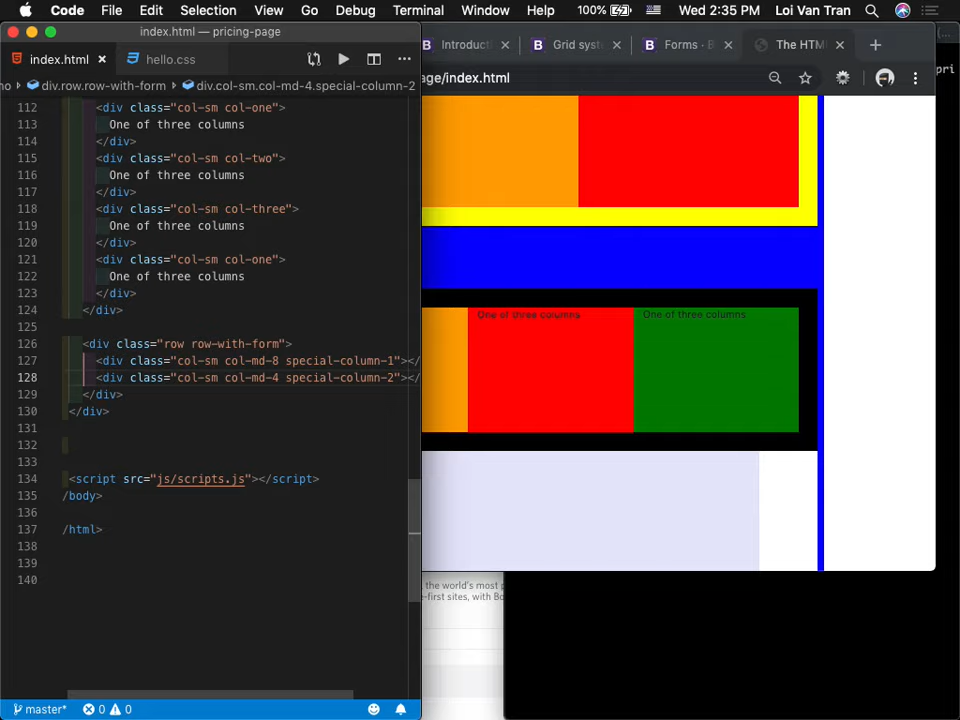 Code File Edit Selection View Go Debug Terminal Window Help 100% Wed 2:35 PM Loi Van Tran
index.html — pricing-page
index.html hello.css
div.row.row-with-form div.col-sm.col-md-4.special-column-2
112 <div class="col-sm col-one">
113 One of three columns
114 </div>
115 <div class="col-sm col-two">
116 One of three columns
117 </div>
118 <div class="col-sm col-three">
119 One of three columns
120 </div>
121 <div class="col-sm col-one">
122 One of three columns
123 </div>
124 </div>
125
126 <div class="row row-with-form">
127 <div class="col-sm col-md-8 special-column-1"></
128 <div class="col-sm col-md-4 special-column-2"></
129 </div>
130 </div>
131
132
133
134 <script src="js/scripts.js"></script>
135 /body>
136
137 /html>
138
139
140
master* 0 0
Introducti Grid syst Forms · B The HTM
age/index.html
pri
One of three columns One of three columns
, the world's most p
e-first sites, with Bo